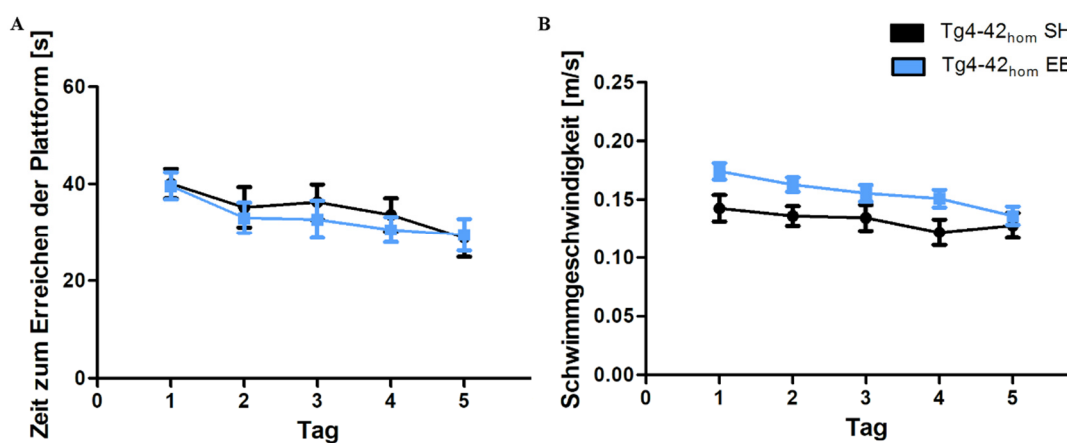 A
Zeit zum Erreichen der Plattform [s]
60
40
20
0
0 1 2 3 4 5
Tag
B
Tg4-42hom SH
Tg4-42hom EE
Schwimmgeschwindigkeit [m/s]
0.25
0.20
0.15
0.10
0.05
0.00
0 1 2 3 4 5
Tag